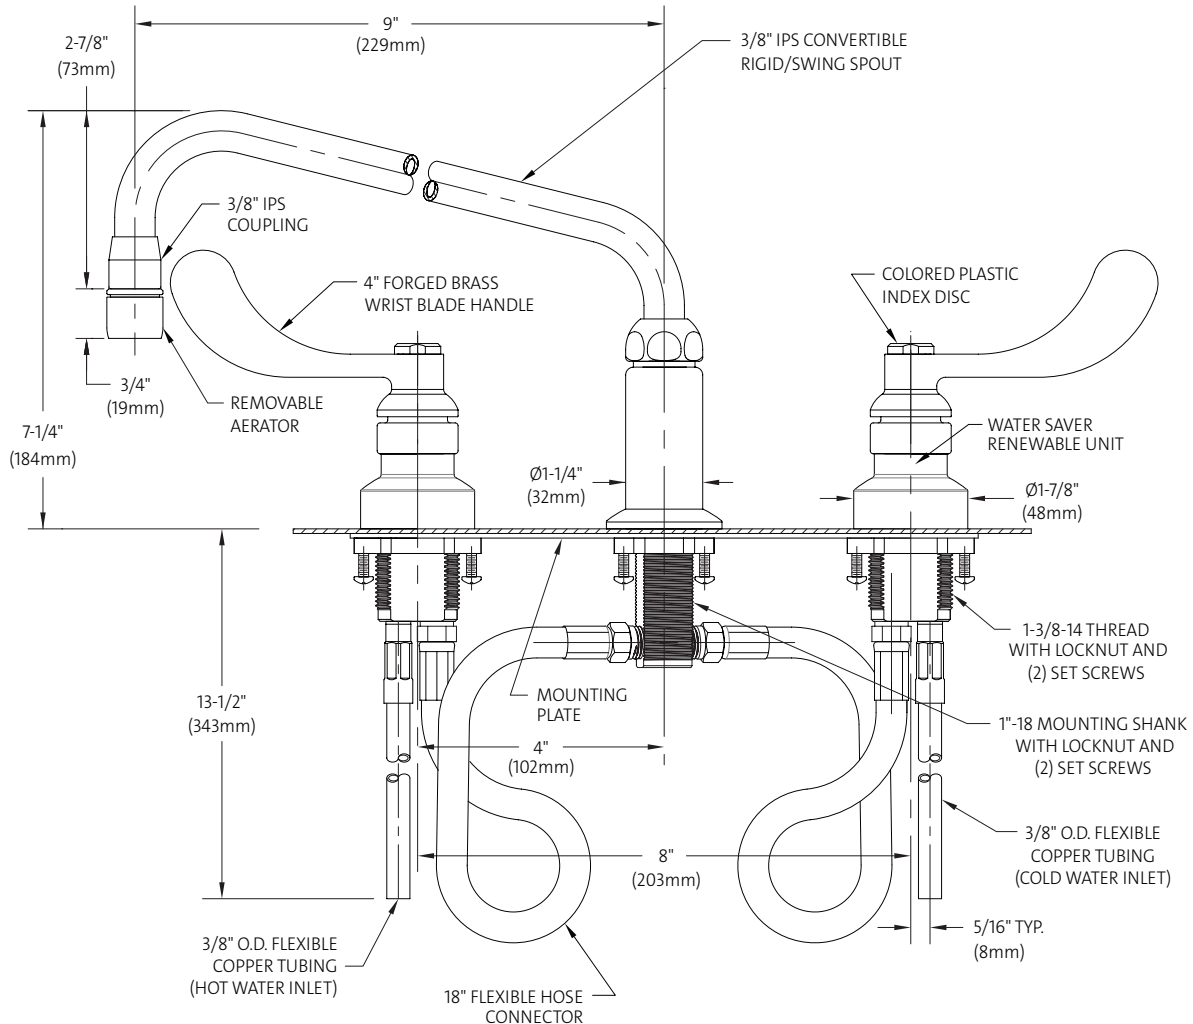 9"
(229mm)
2-7/8"
(73mm)
3/8" IPS CONVERTIBLE
RIGID/SWING SPOUT
3/8" IPS
COUPLING
4" FORGED BRASS
WRIST BLADE HANDLE
COLORED PLASTIC
INDEX DISC
3/4"
(19mm)
REMOVABLE
AERATOR
7-1/4"
(184mm)
WATER SAVER
RENEWABLE UNIT
Ø1-1/4"
(32mm)
Ø1-7/8"
(48mm)
1-3/8-14 THREAD
WITH LOCKNUT AND
(2) SET SCREWS
13-1/2"
(343mm)
MOUNTING
PLATE
1"-18 MOUNTING SHANK
WITH LOCKNUT AND
(2) SET SCREWS
4"
(102mm)
3/8" O.D. FLEXIBLE
COPPER TUBING
(COLD WATER INLET)
8"
(203mm)
5/16" TYP.
(8mm)
3/8" O.D. FLEXIBLE
COPPER TUBING
(HOT WATER INLET)
18" FLEXIBLE HOSE
CONNECTOR